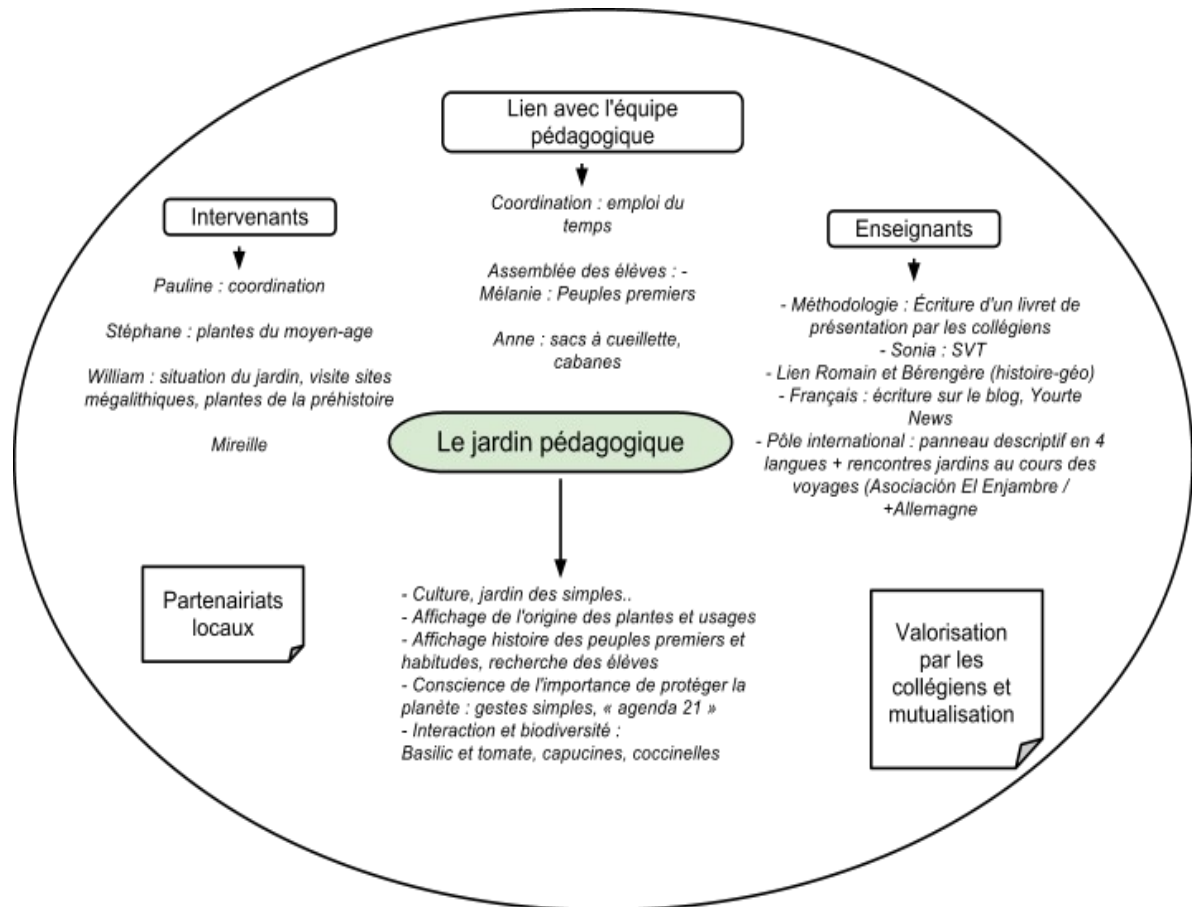 Lien avec l'équipe
pédagogique
Coordination : emploi du
temps
Assemblée des élèves : -
Mélanie : Peuples premiers
Anne : sacs à cueillette,
cabanes
Intervenants
Pauline : coordination
Stéphane : plantes du moyen-age
William : situation du jardin, visite sites
mégalithiques, plantes de la préhistoire
Mireille
Enseignants
- Méthodologie : Écriture d'un livret de
présentation par les collégiens
- Sonia : SVT
- Lien Romain et Bérengère (histoire-géo)
- Français : écriture sur le blog, Yourte
News
- Pôle international : panneau descriptif en 4
langues + rencontres jardins au cours des
voyages (Asociación El Enjambre /
+Allemagne
Le jardin pédagogique
- Culture, jardin des simples..
- Affichage de l'origine des plantes et usages
- Affichage histoire des peuples premiers et
habitudes, recherche des élèves
- Conscience de l'importance de protéger la
planète : gestes simples, « agenda 21 »
- Interaction et biodiversité :
Basilic et tomate, capucines, coccinelles
Partenairiats
locaux
Valorisation
par les
collégiens et
mutualisation